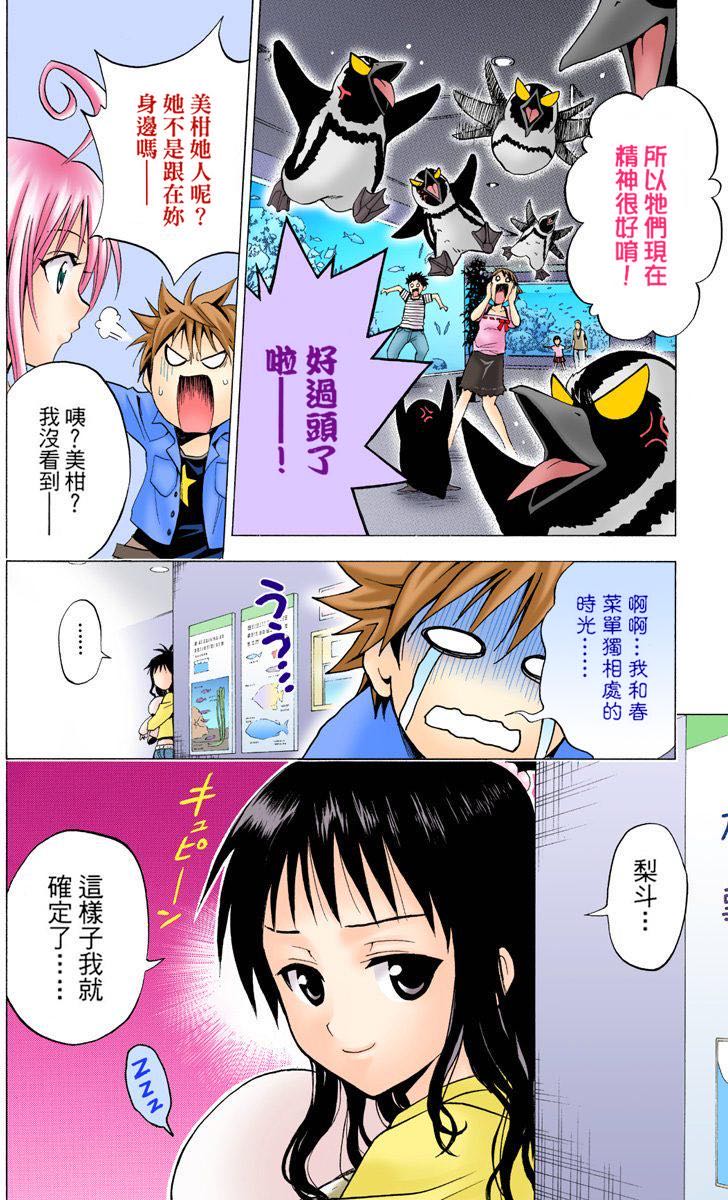 所以牠們現在
精神很好唷！
好過頭了
啦——！
美柑她人呢？
她不是跟在妳
身邊嗎——
咦？美柑？
我沒看到——
啊啊…我和春
菜單獨相處的
時光……
ううう…
……
梨斗…
キュピーン
這樣子我就
確定了……
ZZZ